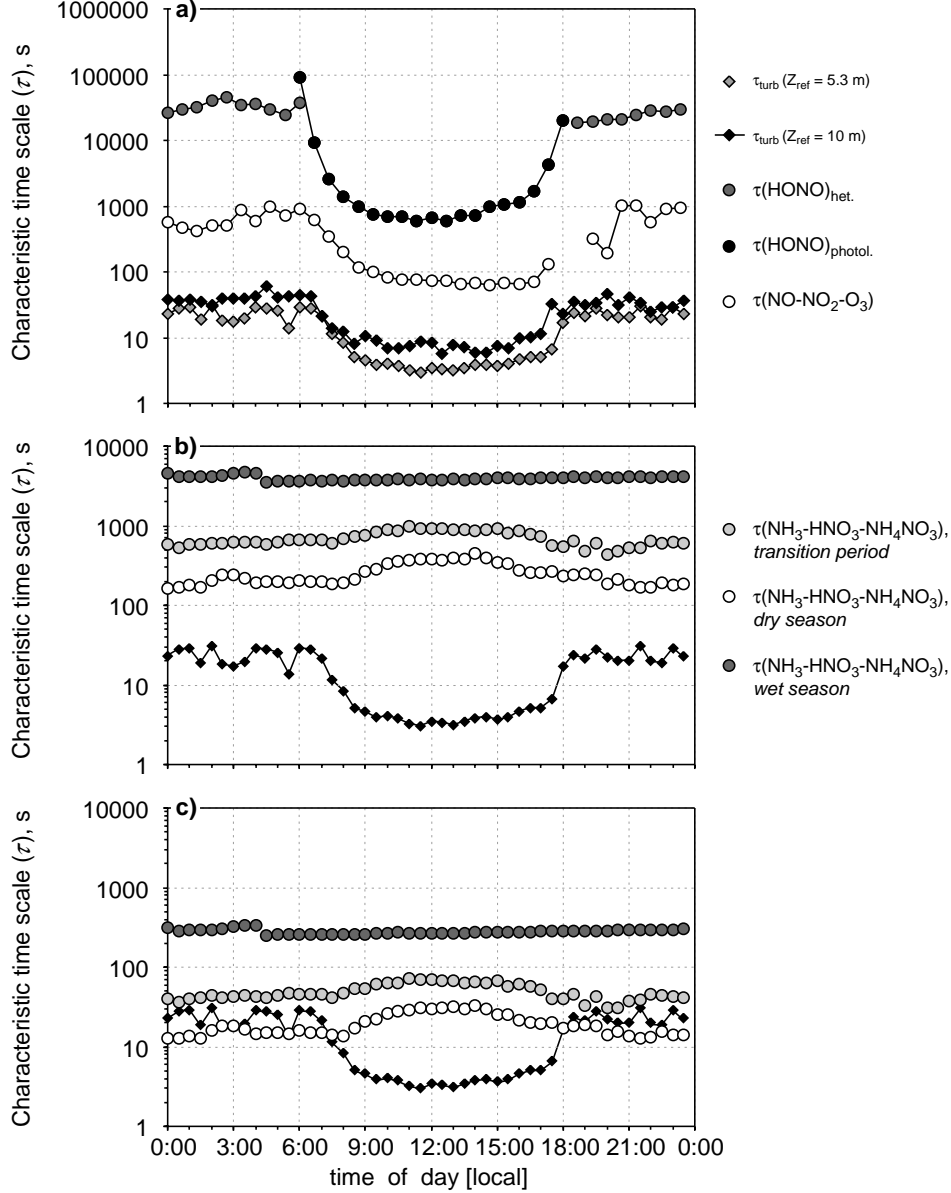 a)
1000000
100000
10000
1000
100
10
1
Characteristic time scale (τ), s
τturb (Zref = 5.3 m)
τturb (Zref = 10 m)
τ(HONO)het.
τ(HONO)photol.
τ(NO-NO2-O3)
b)
10000
1000
100
10
1
Characteristic time scale (τ), s
τ(NH3-HNO3-NH4NO3),
transition period
τ(NH3-HNO3-NH4NO3),
dry season
τ(NH3-HNO3-NH4NO3),
wet season
c)
10000
1000
100
10
1
Characteristic time scale (τ), s
0:00 3:00 6:00 9:00 12:00 15:00 18:00 21:00 0:00
time of day [local]